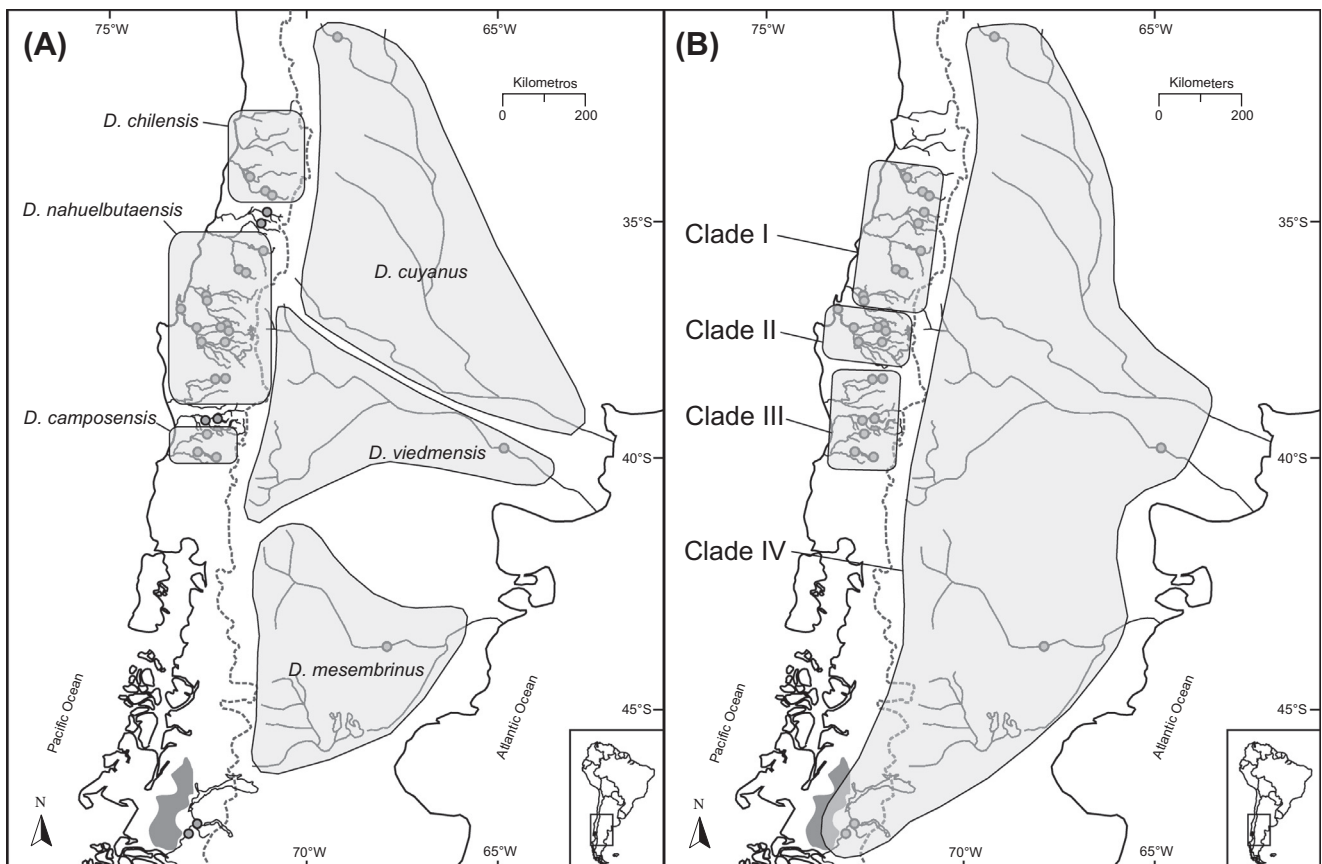 (A)
75°W
65°W
Kilometros
0 200
D. chilensis
D. nahuelbutaensis
35°S
D. cuyanus
D. camposensis
D. viedmensis
40°S
D. mesembrinus
Pacific Ocean
Atlantic Ocean
45°S
N
70°W
65°W
(B)
75°W
65°W
Kilometers
0 200
35°S
Clade I
Clade II
Clade III
40°S
Clade IV
Pacific Ocean
Atlantic Ocean
45°S
N
70°W
65°W